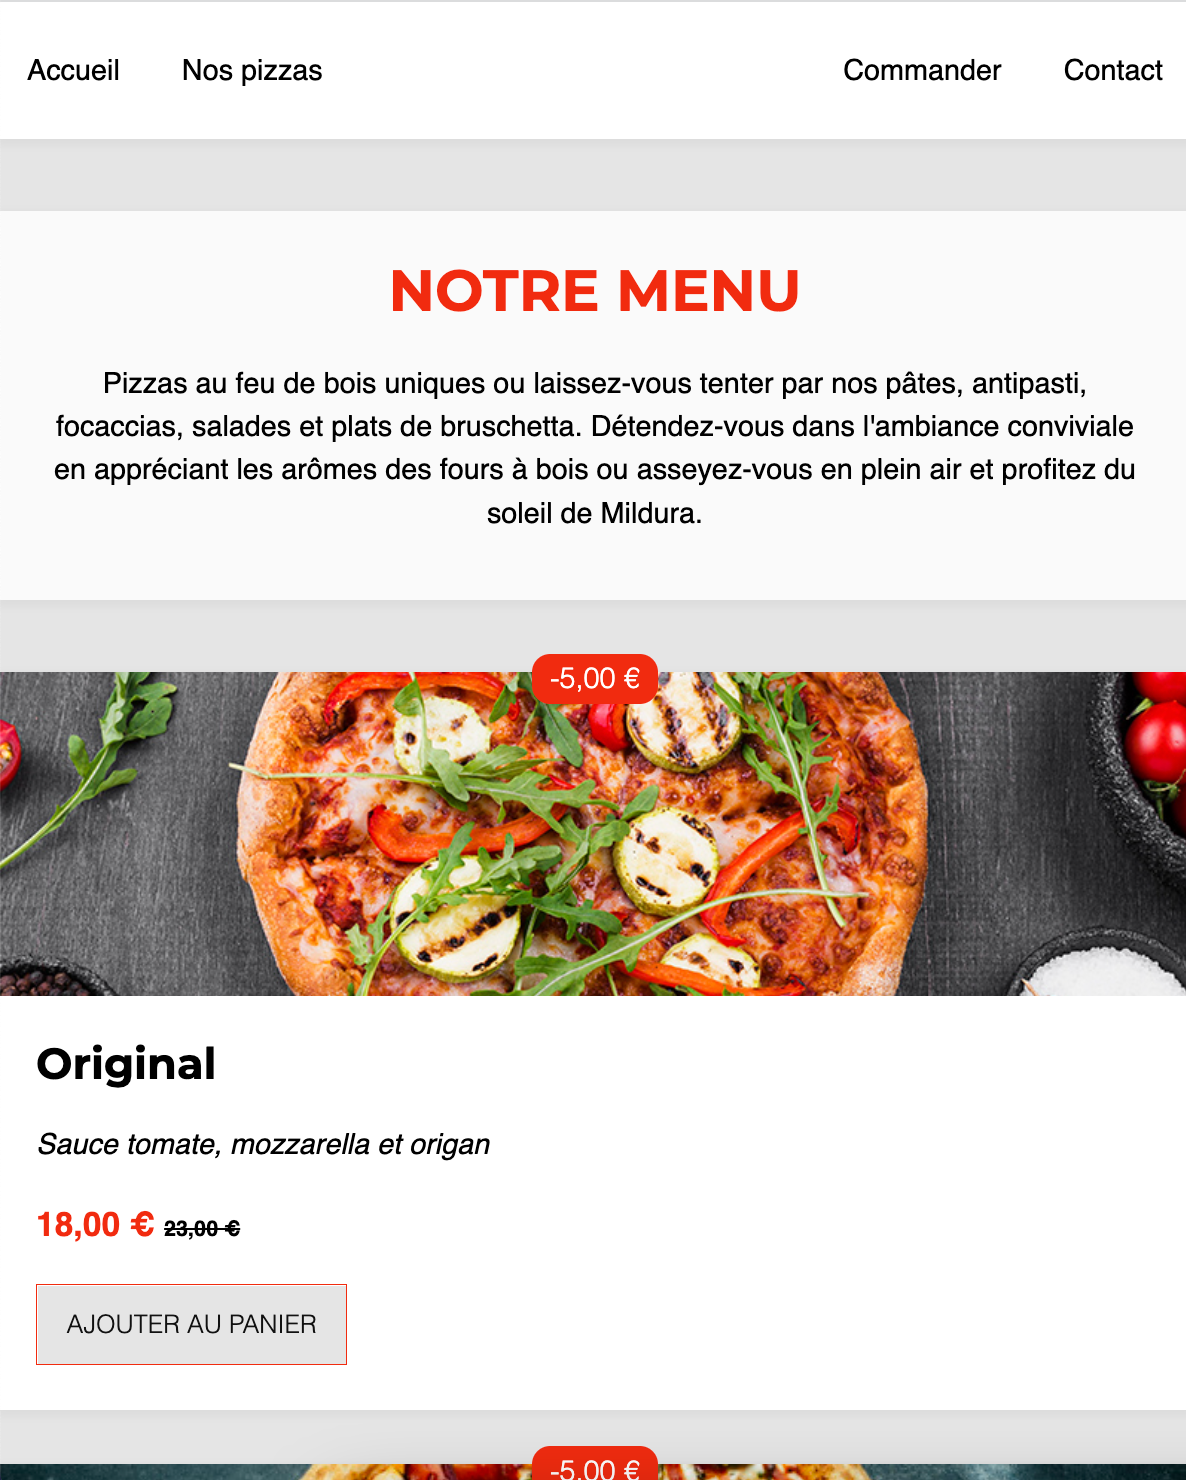 Accueil Nos pizzas Commander Contact
NOTRE MENU
Pizzas au feu de bois uniques ou laissez-vous tenter par nos pâtes, antipasti,
focaccias, salades et plats de bruschetta. Détendez-vous dans l'ambiance conviviale
en appréciant les arômes des fours à bois ou asseyez-vous en plein air et profitez du
soleil de Mildura.
-5,00 €
Original
Sauce tomate, mozzarella et origan
18,00 € 23,00 €
AJOUTER AU PANIER
-5,00 €